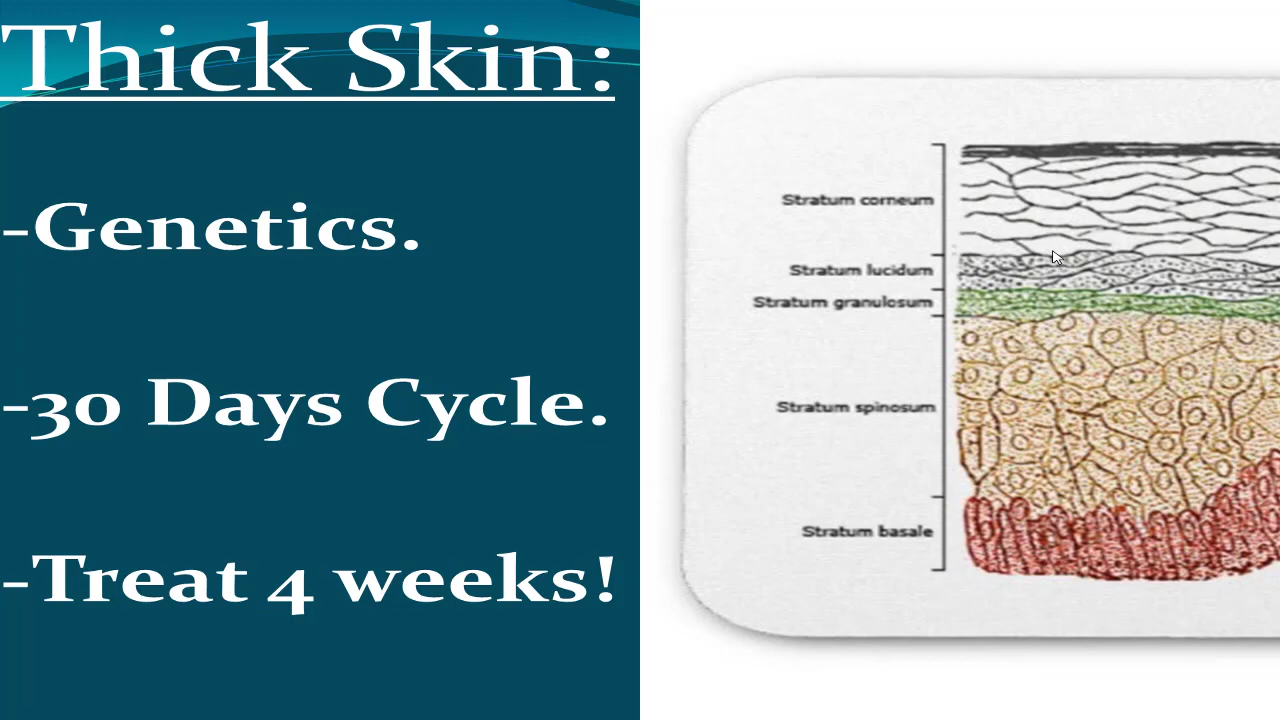 Thick Skin:
-Genetics.
-30 Days Cycle.
-Treat 4 weeks!
Stratum corneum
Stratum lucidum
Stratum granulosum
Stratum spinosum
Stratum basale